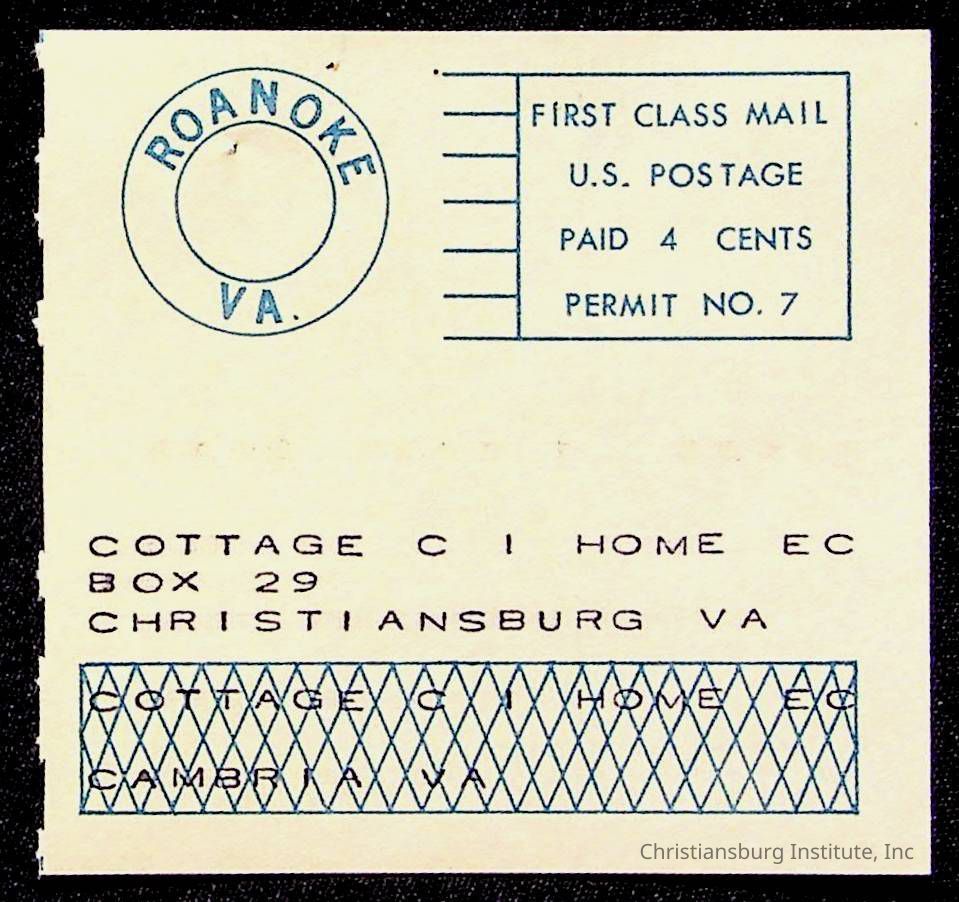 ROANOKE
VA.
FIRST CLASS MAIL
U.S. POSTAGE
PAID 4 CENTS
PERMIT NO. 7
COTTAGE C I HOME EC
BOX 29
CHRISTIANSBURG VA
COTTAGE C I HOME EC
CAMBRIA VA
Christiansburg Institute, Inc